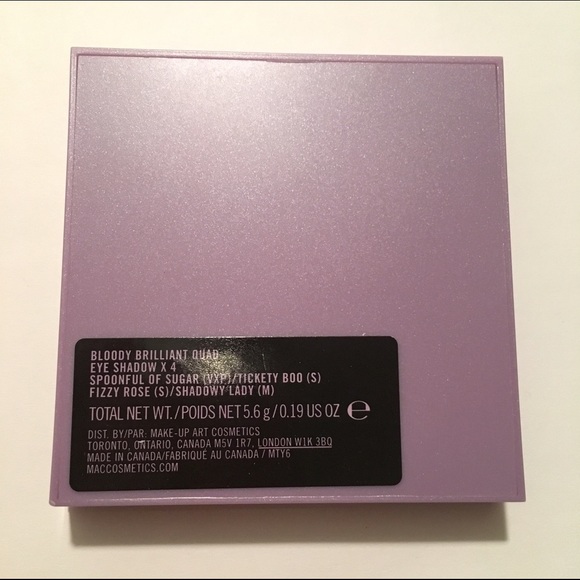 BLOODY BRILLIANT QUAD
EYE SHADOW X 4
SPOONFUL OF SUGAR (VXP)/TICKETY BOO (S)
FIZZY ROSE (S)/SHADOWY LADY (M)
TOTAL NET WT./POIDS NET 5.6 g/0.19 US OZ e
DIST. BY/PAR: MAKE-UP ART COSMETICS
TORONTO, ONTARIO, CANADA M5V 1R7, LONDON W1K 3BQ
MADE IN CANADA/FABRIQUÉ AU CANADA / MTY6
MACCOSMETICS.COM